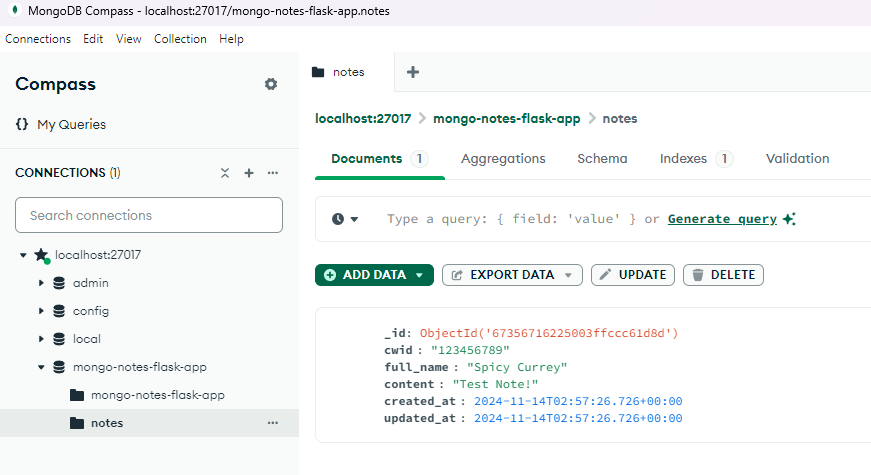 MongoDB Compass - localhost:27017/mongo-notes-flask-app.notes
Connections Edit View Collection Help
Compass
{} My Queries
CONNECTIONS (1)
Search connections
localhost:27017
admin
config
local
mongo-notes-flask-app
mongo-notes-flask-app
notes
notes
localhost:27017 > mongo-notes-flask-app > notes
Documents 1 Aggregations Schema Indexes 1 Validation
Type a query: { field: 'value' } or Generate query
ADD DATA EXPORT DATA UPDATE DELETE
_id: ObjectId('67356716225003ffccc61d8d')
cwid : "123456789"
full_name : "Spicy Currey"
content : "Test Note!"
created_at : 2024-11-14T02:57:26.726+00:00
updated_at : 2024-11-14T02:57:26.726+00:00